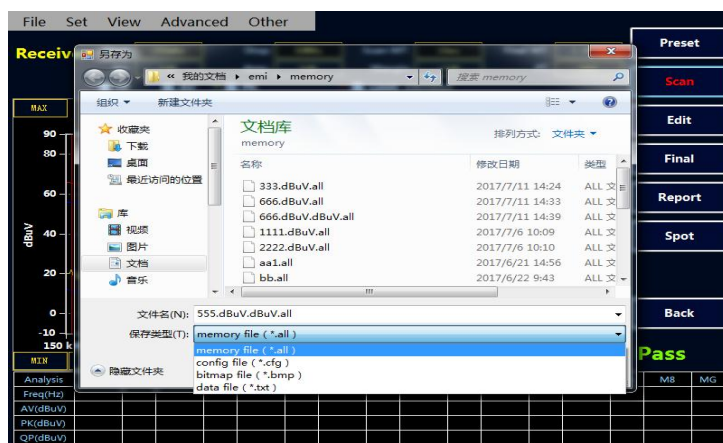 File Set View Advanced Other
Receiv
另存为
Preset
« 我的文档 ▸ emi ▸ memory
搜索 memory
Scan
组织 新建文件夹
MAX
Edit
收藏夹
下载
桌面
最近访问的位置
库
视频
图片
文档
音乐
文档库
memory
排列方式: 文件夹
名称 修改日期 类型
333.dBuV.all 2017/7/11 14:24 ALL 文
666.dBuV.all 2017/7/11 14:33 ALL 文
666.dBuV.dBuV.all 2017/7/11 14:39 ALL 文
1111.dBuV.all 2017/7/6 10:09 ALL 文
2222.dBuV.all 2017/7/6 10:10 ALL 文
aa1.all 2017/6/21 14:56 ALL 文
bb.all 2017/6/22 9:43 ALL 文
Final
Report
Spot
Back
90
80
60
dBuV
40
20
0
-10
150 k
MIN
文件名(N): 555.dBuV.dBuV.all
保存类型(T): memory file ( *.all )
memory file ( *.all )
config file ( *.cfg )
bitmap file ( *.bmp )
data file ( *.txt )
隐藏文件夹
Pass
Analysis M8 MG
Freq(Hz)
AV(dBuV)
PK(dBuV)
QP(dBuV)